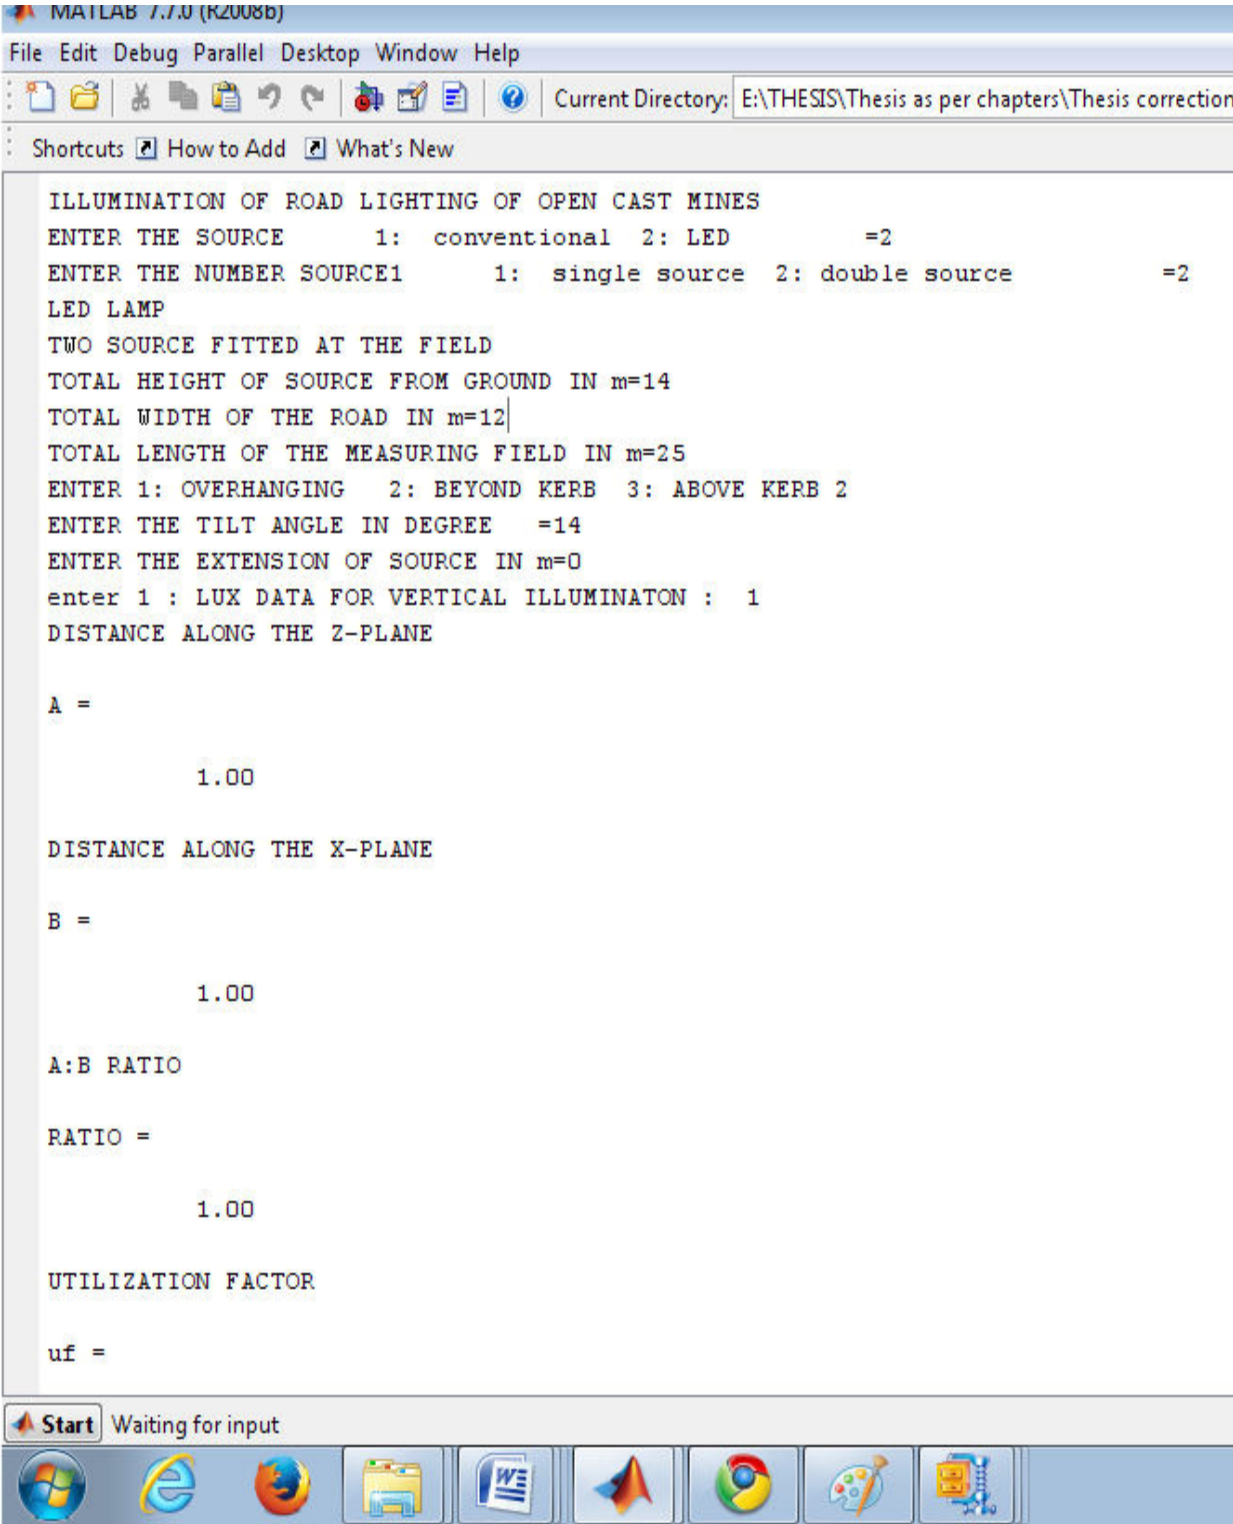 MATLAB 7.7.0 (R2008b)
File Edit Debug Parallel Desktop Window Help
Current Directory: E:\THESIS\Thesis as per chapters\Thesis correction
Shortcuts How to Add What's New
ILLUMINATION OF ROAD LIGHTING OF OPEN CAST MINES
ENTER THE SOURCE 1: conventional 2: LED =2
ENTER THE NUMBER SOURCE1 1: single source 2: double source =2
LED LAMP
TWO SOURCE FITTED AT THE FIELD
TOTAL HEIGHT OF SOURCE FROM GROUND IN m=14
TOTAL WIDTH OF THE ROAD IN m=12
TOTAL LENGTH OF THE MEASURING FIELD IN m=25
ENTER 1: OVERHANGING 2: BEYOND KERB 3: ABOVE KERB 2
ENTER THE TILT ANGLE IN DEGREE =14
ENTER THE EXTENSION OF SOURCE IN m=0
enter 1 : LUX DATA FOR VERTICAL ILLUMINATON : 1
DISTANCE ALONG THE Z-PLANE
A =
1.00
DISTANCE ALONG THE X-PLANE
B =
1.00
A:B RATIO
RATIO =
1.00
UTILIZATION FACTOR
uf =
Start Waiting for input